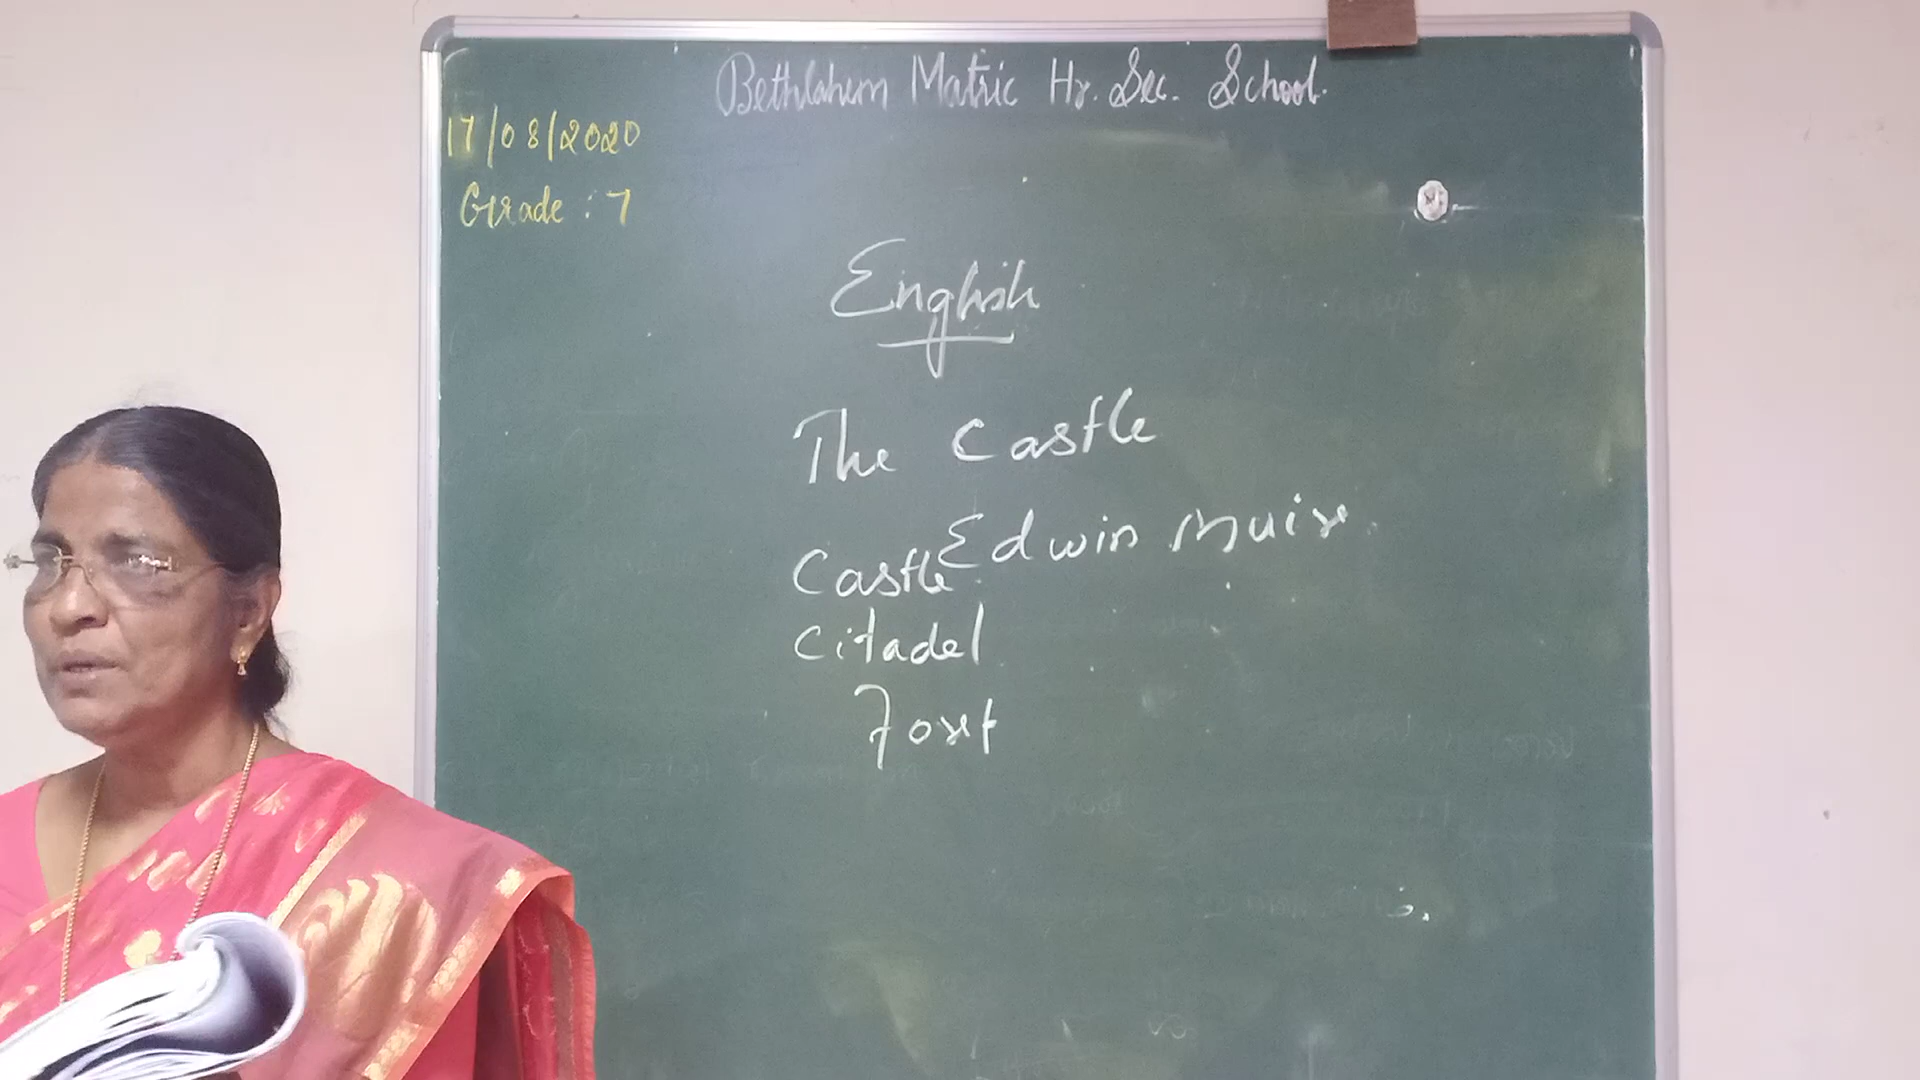 Bethlahem Matric Hr. Sec. School.
17/08/2020
Grade : 7
English
The Castle
Edwin Muir
Castle
Citadel
Fort